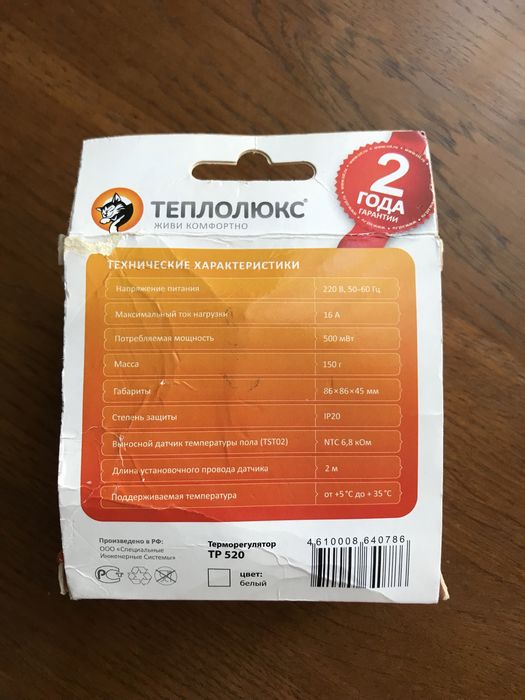 ТЕПЛОЛЮКС®
ЖИВИ КОМФОРТНО
2
ГОДА
ГАРАНТИИ
ТЕХНИЧЕСКИЕ ХАРАКТЕРИСТИКИ
Напряжение питания 220 В, 50–60 Гц
Максимальный ток нагрузки 16 А
Потребляемая мощность 500 мВт
Масса 150 г
Габариты 86×86×45 мм
Степень защиты IP20
Выносной датчик температуры пола (TST02) NTC 6,8 кОм
Длина установочного провода датчика 2 м
Поддерживаемая температура от +5 °С до + 35 °С
Произведено в РФ:
ООО «Специальные
Инженерные Системы»
Терморегулятор
ТР 520
цвет:
белый
4610008 640786